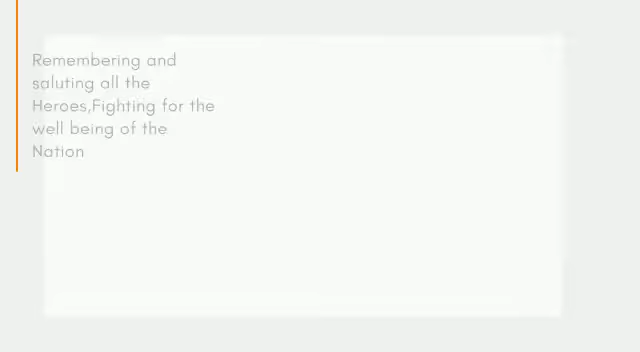 Remembering and
saluting all the
Heroes,Fighting for the
well being of the
Nation